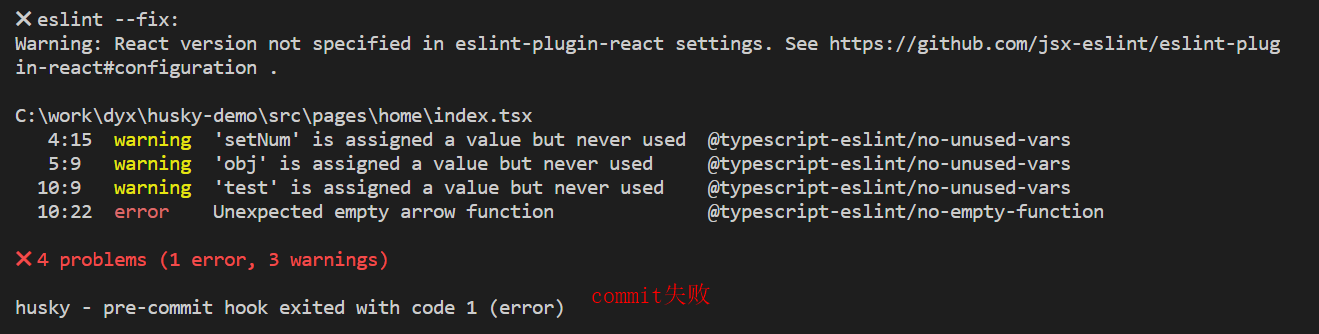 ❌ eslint --fix:
Warning: React version not specified in eslint-plugin-react settings. See https://github.com/jsx-eslint/eslint-plug
in-react#configuration .
C:\work\dyx\husky-demo\src\pages\home\index.tsx
4:15 warning 'setNum' is assigned a value but never used @typescript-eslint/no-unused-vars
5:9 warning 'obj' is assigned a value but never used @typescript-eslint/no-unused-vars
10:9 warning 'test' is assigned a value but never used @typescript-eslint/no-unused-vars
10:22 error Unexpected empty arrow function @typescript-eslint/no-empty-function
❌ 4 problems (1 error, 3 warnings)
husky - pre-commit hook exited with code 1 (error) commit失败